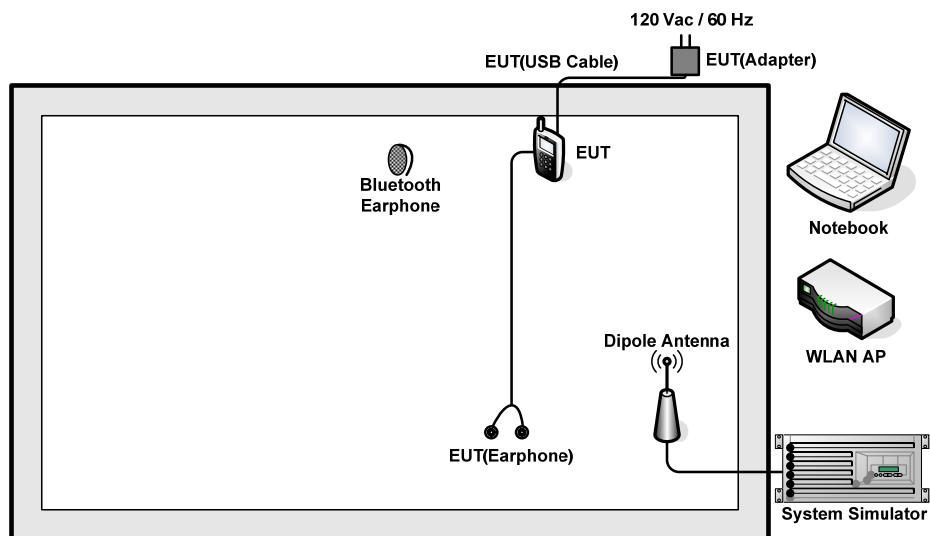 120 Vac / 60 Hz
EUT(USB Cable)
EUT(Adapter)
EUT
Bluetooth
Earphone
Notebook
WLAN AP
Dipole Antenna
EUT(Earphone)
System Simulator